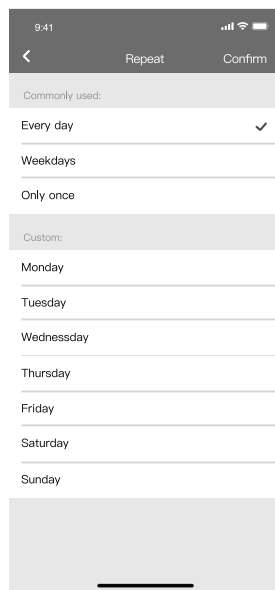 9:41
Repeat Confirm
Commonly used:
Every day
Weekdays
Only once
Custom:
Monday
Tuesday
Wednessday
Thursday
Friday
Saturday
Sunday